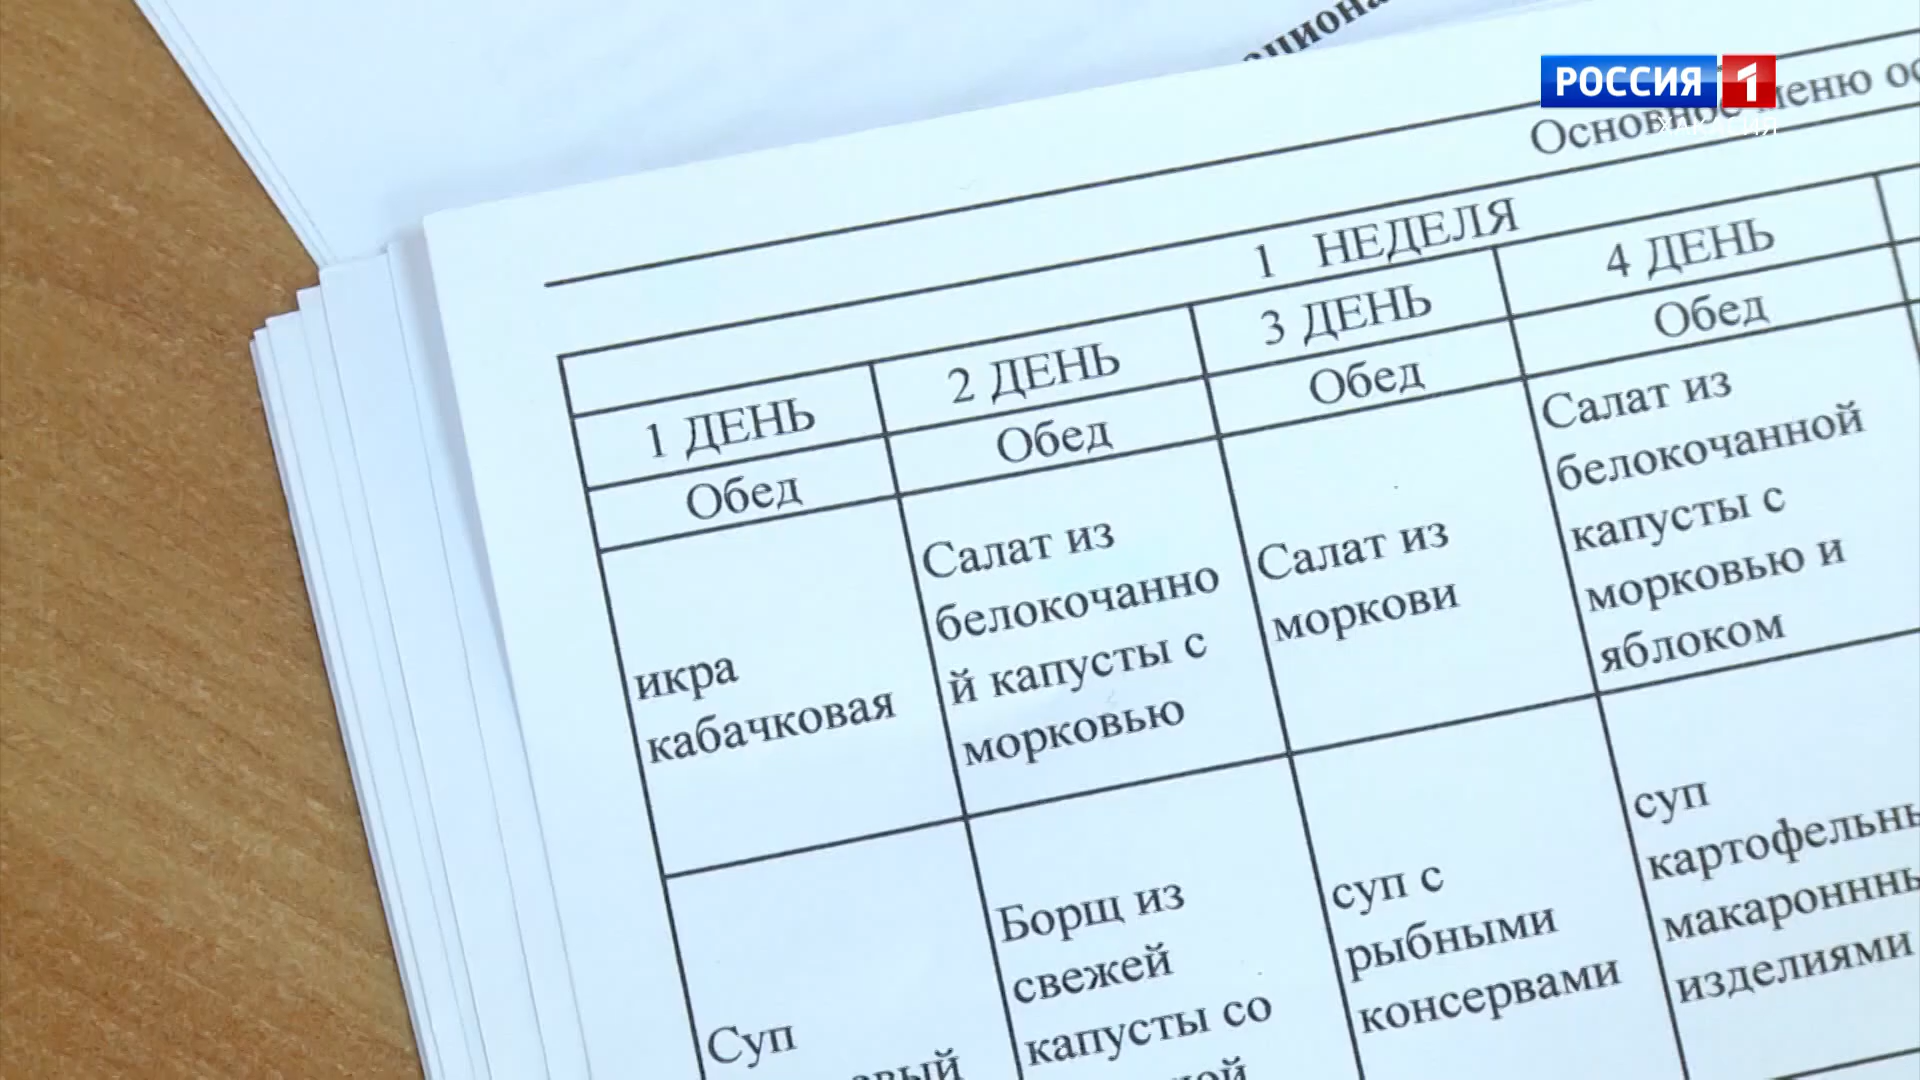 РОССИЯ 1
ХАКАСИЯ
Основное меню
1 НЕДЕЛЯ
1 ДЕНЬ
2 ДЕНЬ
3 ДЕНЬ
4 ДЕНЬ
Обед
Обед
Обед
Обед
икра
кабачковая
Салат из
белокочанно
й капусты с
морковью
Салат из
моркови
Салат из
белокочанной
капусты с
морковью и
яблоком
Суп
Борщ из
свежей
капусты со
суп с
рыбными
консервами
суп
картофельны
макароннны
изделиями